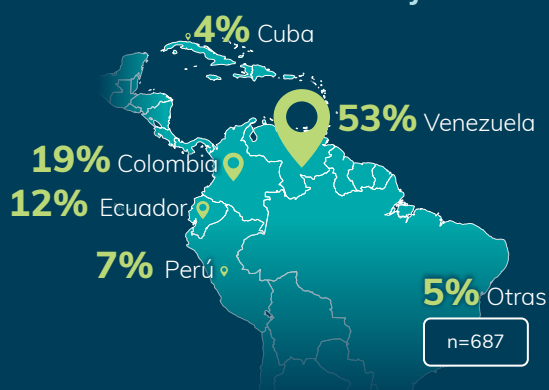 4% Cuba
53% Venezuela
19% Colombia
12% Ecuador
7% Perú
5% Otras
n=687